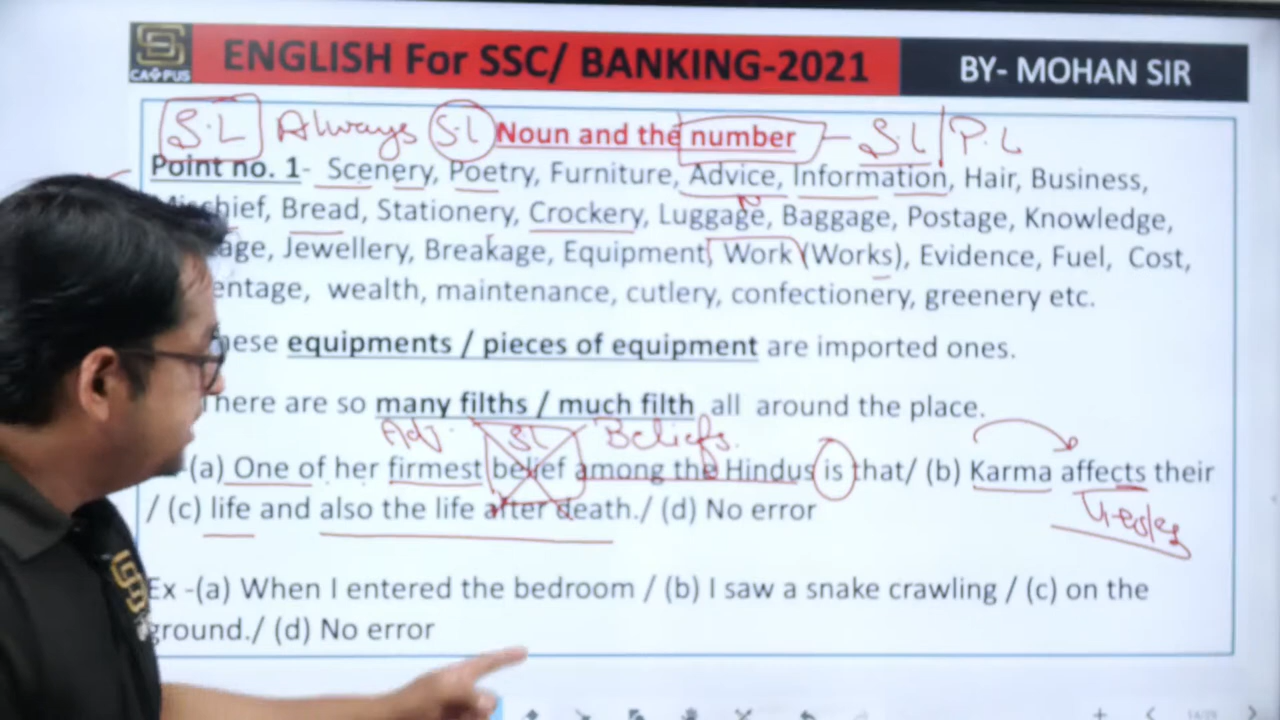 CAMPUS
ENGLISH For SSC/ BANKING-2021 BY- MOHAN SIR
S.L Always S.L Noun and the number – S.L/P.L
Point no. 1- Scenery, Poetry, Furniture, Advice, Information, Hair, Business,
chief, Bread, Stationery, Crockery, Luggage, Baggage, Postage, Knowledge,
age, Jewellery, Breakage, Equipment, Work (Works), Evidence, Fuel, Cost,
entage, wealth, maintenance, cutlery, confectionery, greenery etc.
hese equipments / pieces of equipment are imported ones.
here are so many filths / much filth all around the place.
Adj. SL Beliefs.
(a) One of her firmest belief among the Hindus is that/ (b) Karma affects their
/ (c) life and also the life after death./ (d) No error
Ex -(a) When I entered the bedroom / (b) I saw a snake crawling / (c) on the
ground./ (d) No error